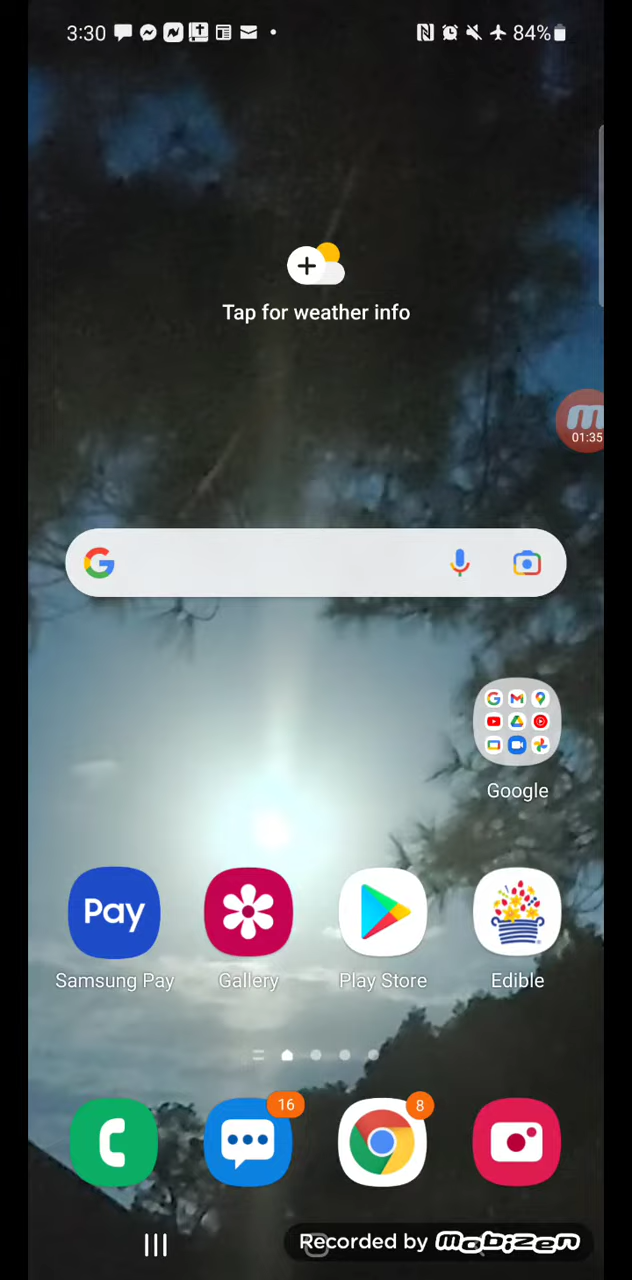 3:30 84%
Tap for weather info
01:35
Google
Pay
Samsung Pay Gallery Play Store Edible
16 8
Recorded by mobizen